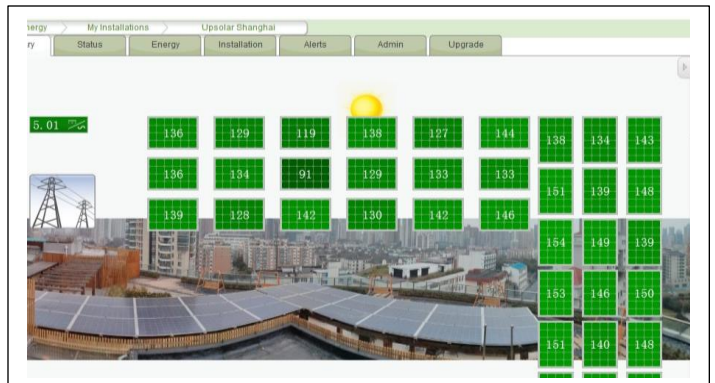 ergy My Installations Upsolar Shanghai
ry Status Energy Installation Alerts Admin Upgrade
5.01
136 129 119 138 127 144 138 134 143
136 134 91 129 133 133 151 139 148
139 128 142 130 142 146 154 149 139
153 146 150
151 140 148